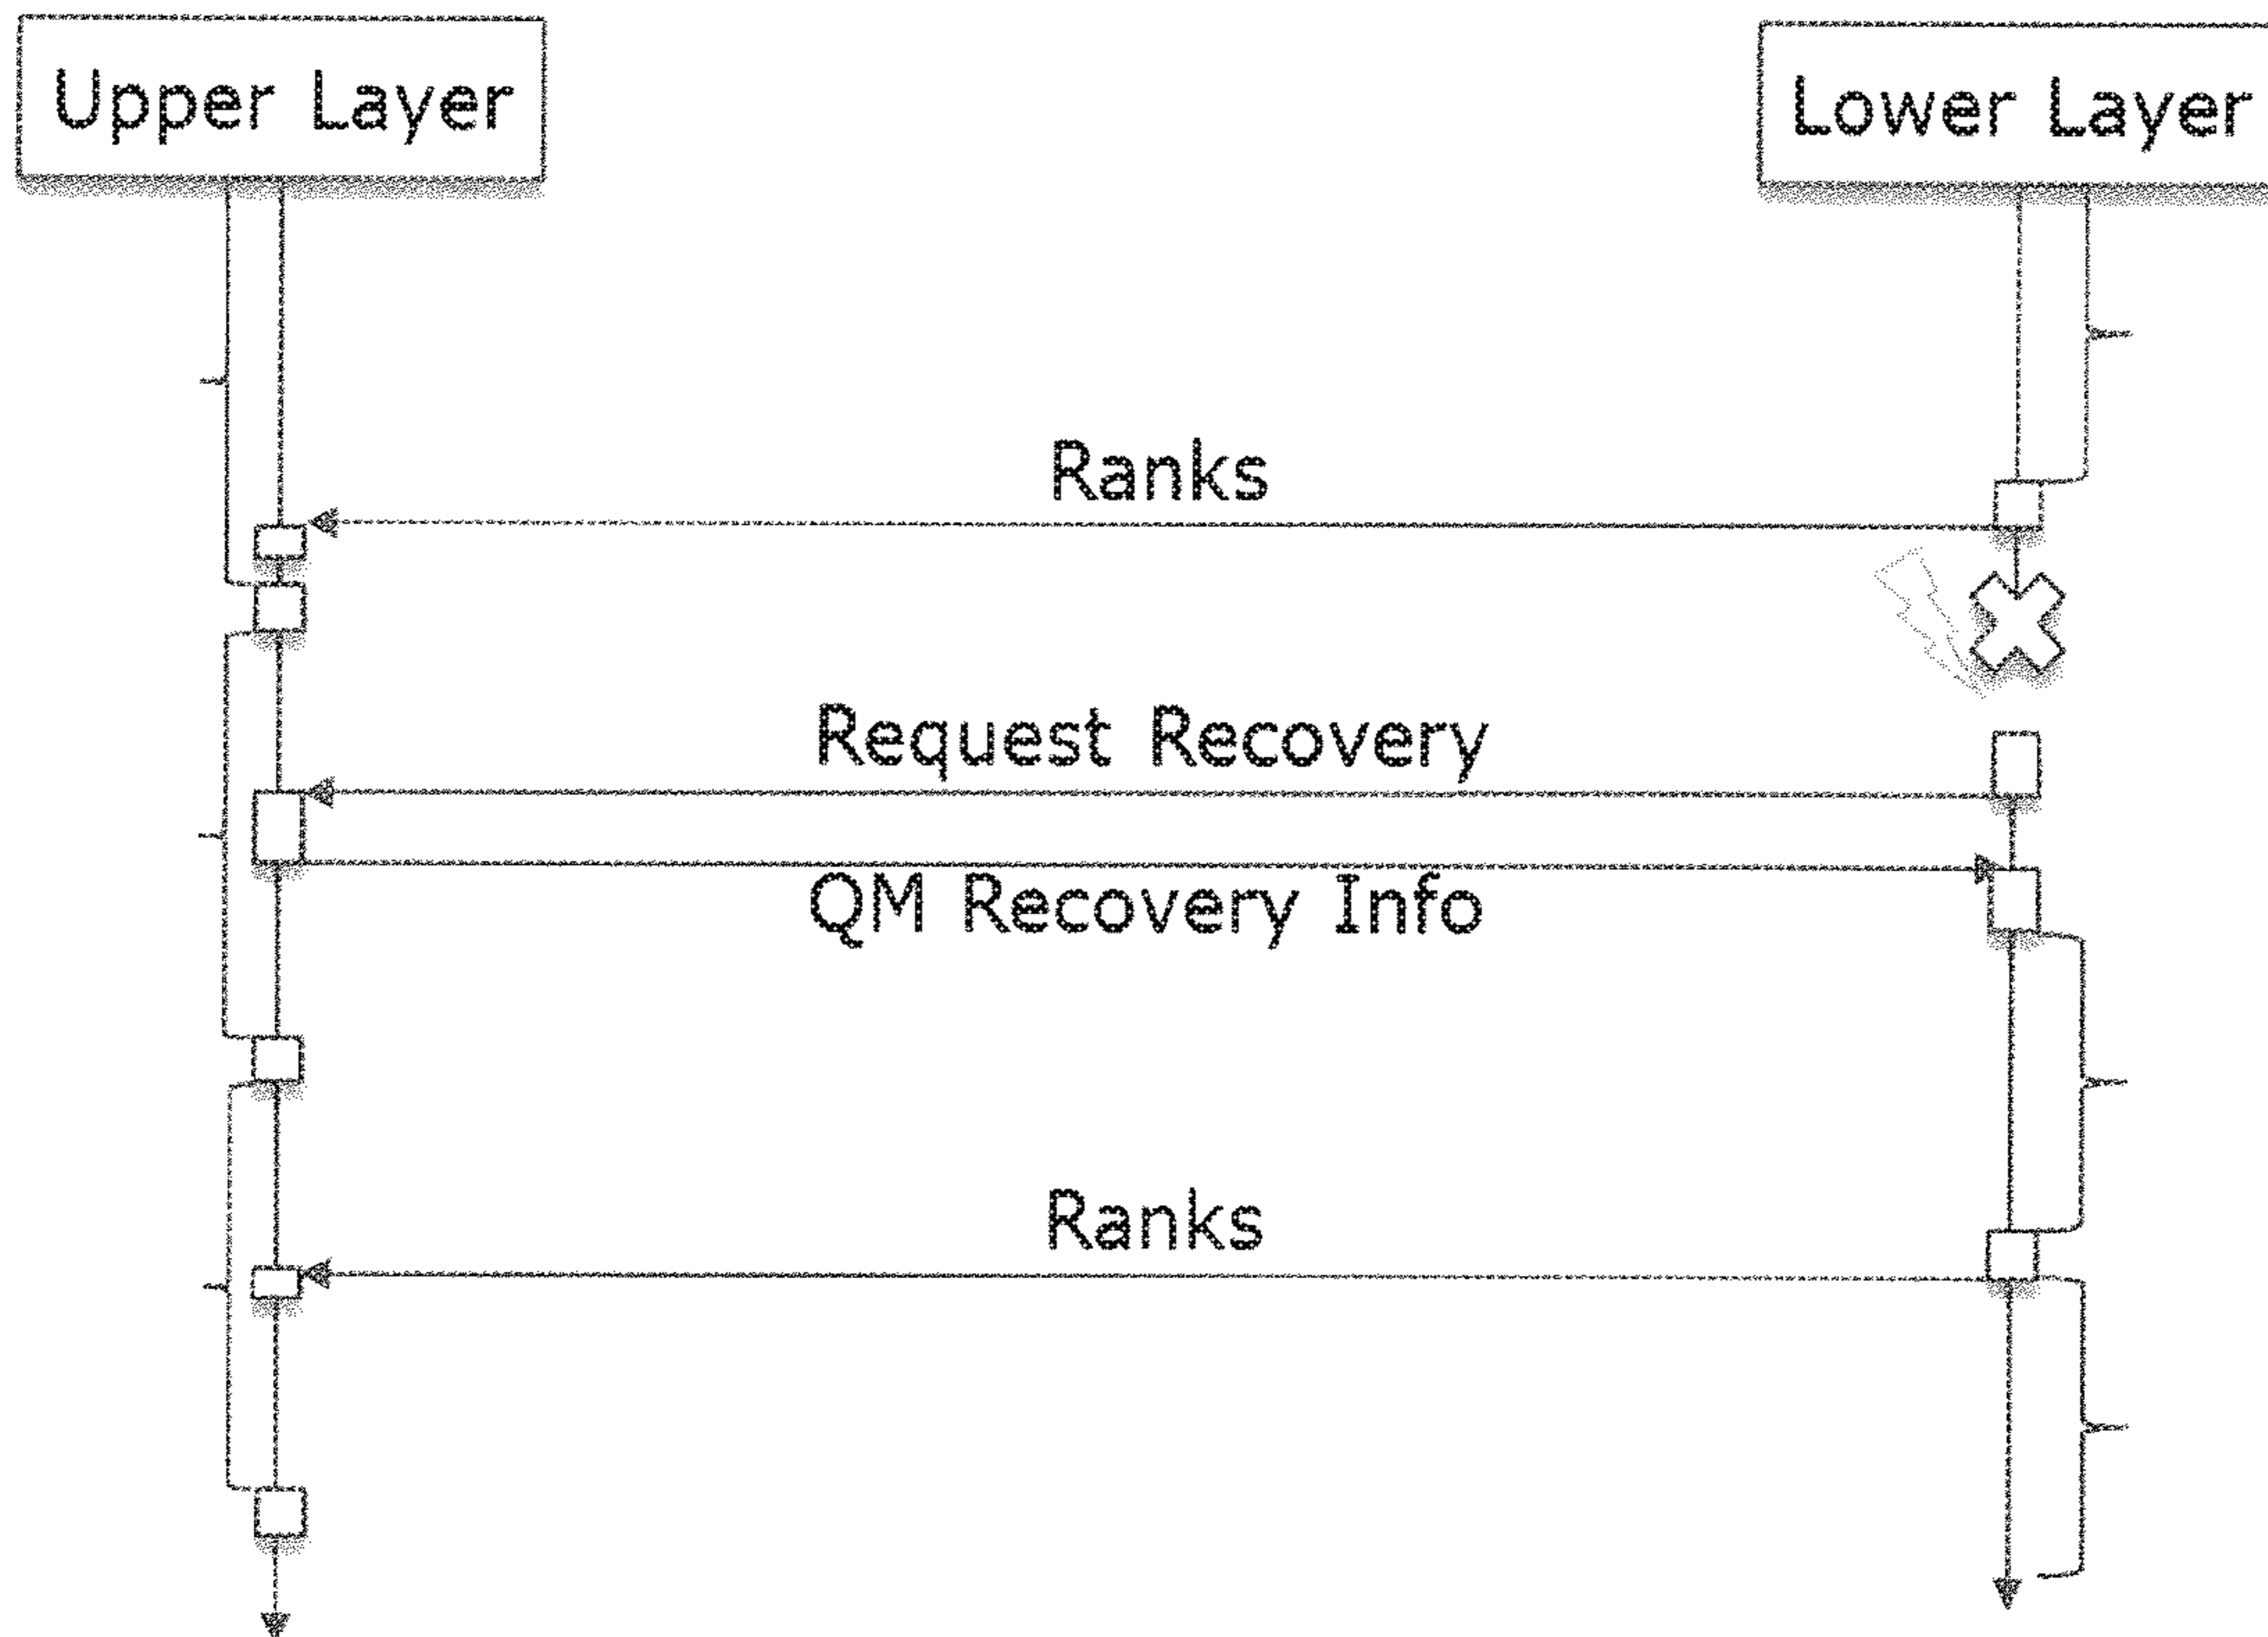 Upper Layer
Lower Layer
Ranks
Request Recovery
QM Recovery Info
Ranks